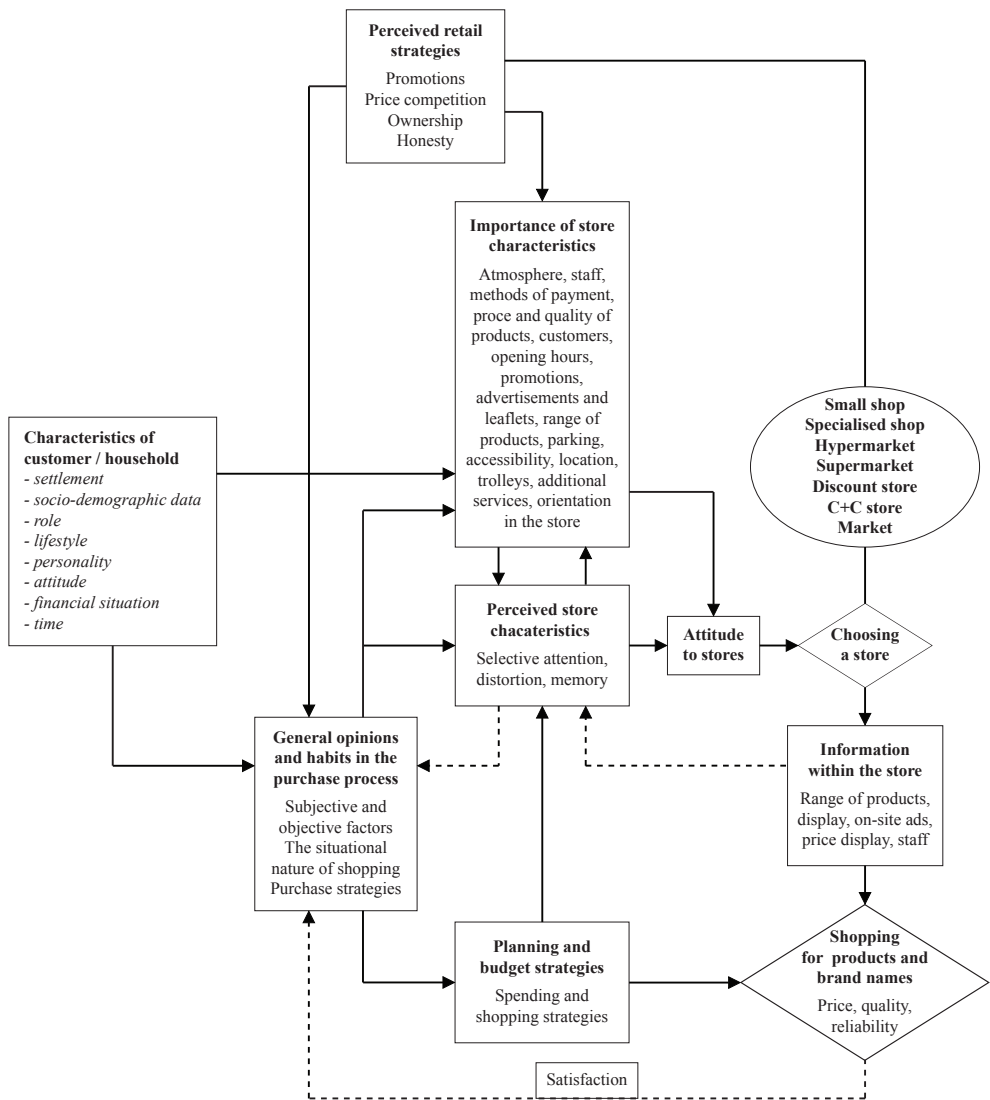 Perceived retail
strategies
Promotions
Price competition
Ownership
Honesty
Importance of store
characteristics
Atmosphere, staff,
methods of payment,
proce and quality of
products, customers,
opening hours,
promotions,
advertisements and
leaflets, range of
products, parking,
accessibility, location,
trolleys, additional
services, orientation
in the store
Small shop
Specialised shop
Hypermarket
Supermarket
Discount store
C+C store
Market
Characteristics of
customer / household
- settlement
- socio-demographic data
- role
- lifestyle
- personality
- attitude
- financial situation
- time
Perceived store
chacateristics
Selective attention,
distortion, memory
Attitude
to stores
Choosing
a store
General opinions
and habits in the
purchase process
Subjective and
objective factors
The situational
nature of shopping
Purchase strategies
Information
within the store
Range of products,
display, on-site ads,
price display, staff
Planning and
budget strategies
Spending and
shopping strategies
Shopping
for products and
brand names
Price, quality,
reliability
Satisfaction